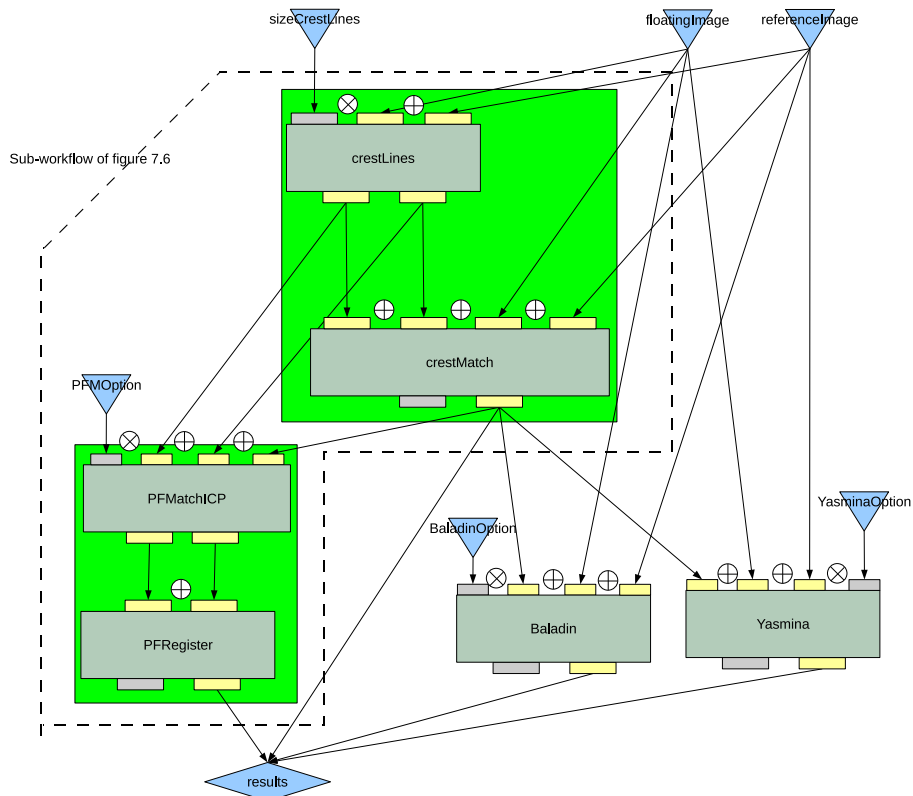 sizeCrestLines
floatingImage
referenceImage
Sub-workflow of figure 7.6
crestLines
crestMatch
PFMOption
PFMatchICP
BaladinOption
YasminaOption
PFRegister
Baladin
Yasmina
results